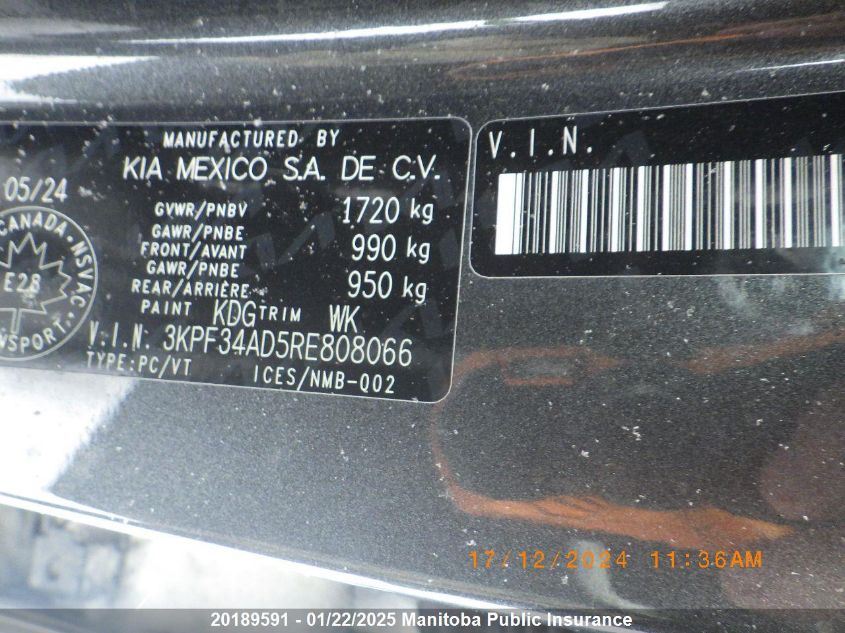 MANUFACTURED BY
KIA MEXICO S.A. DE C.V.
05/24
GVWR/PNBV 1720 kg
GAWR/PNBE
FRONT/AVANT 990 kg
GAWR/PNBE
REAR/ARRIÈRE 950 kg
PAINT KDG TRIM WK
V.I.N. 3KPF34AD5RE808066
TYPE:PC/VT ICES/NMB-002
CANADA · NSVAC
E28
V.I.N.
17/12/2024 11:36AM
20189591 - 01/22/2025 Manitoba Public Insurance